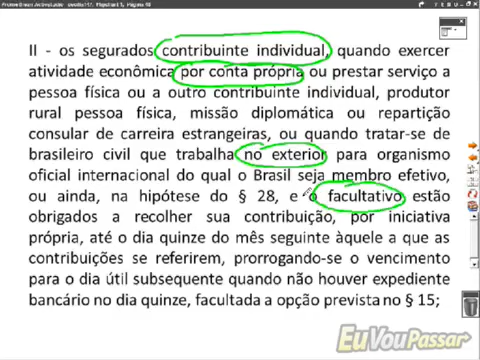 II - os segurados contribuinte individual, quando exercer
atividade econômica por conta própria ou prestar serviço a
pessoa física ou a outro contribuinte individual, produtor
rural pessoa física, missão diplomática ou repartição
consular de carreira estrangeiras, ou quando tratar-se de
brasileiro civil que trabalha no exterior para organismo
oficial internacional do qual o Brasil seja membro efetivo,
ou ainda, na hipótese do § 28, e o facultativo estão
obrigados a recolher sua contribuição, por iniciativa
própria, até o dia quinze do mês seguinte àquele a que as
contribuições se referirem, prorrogando-se o vencimento
para o dia útil subsequente quando não houver expediente
bancário no dia quinze, facultada a opção prevista no § 15;
EuVouPassar